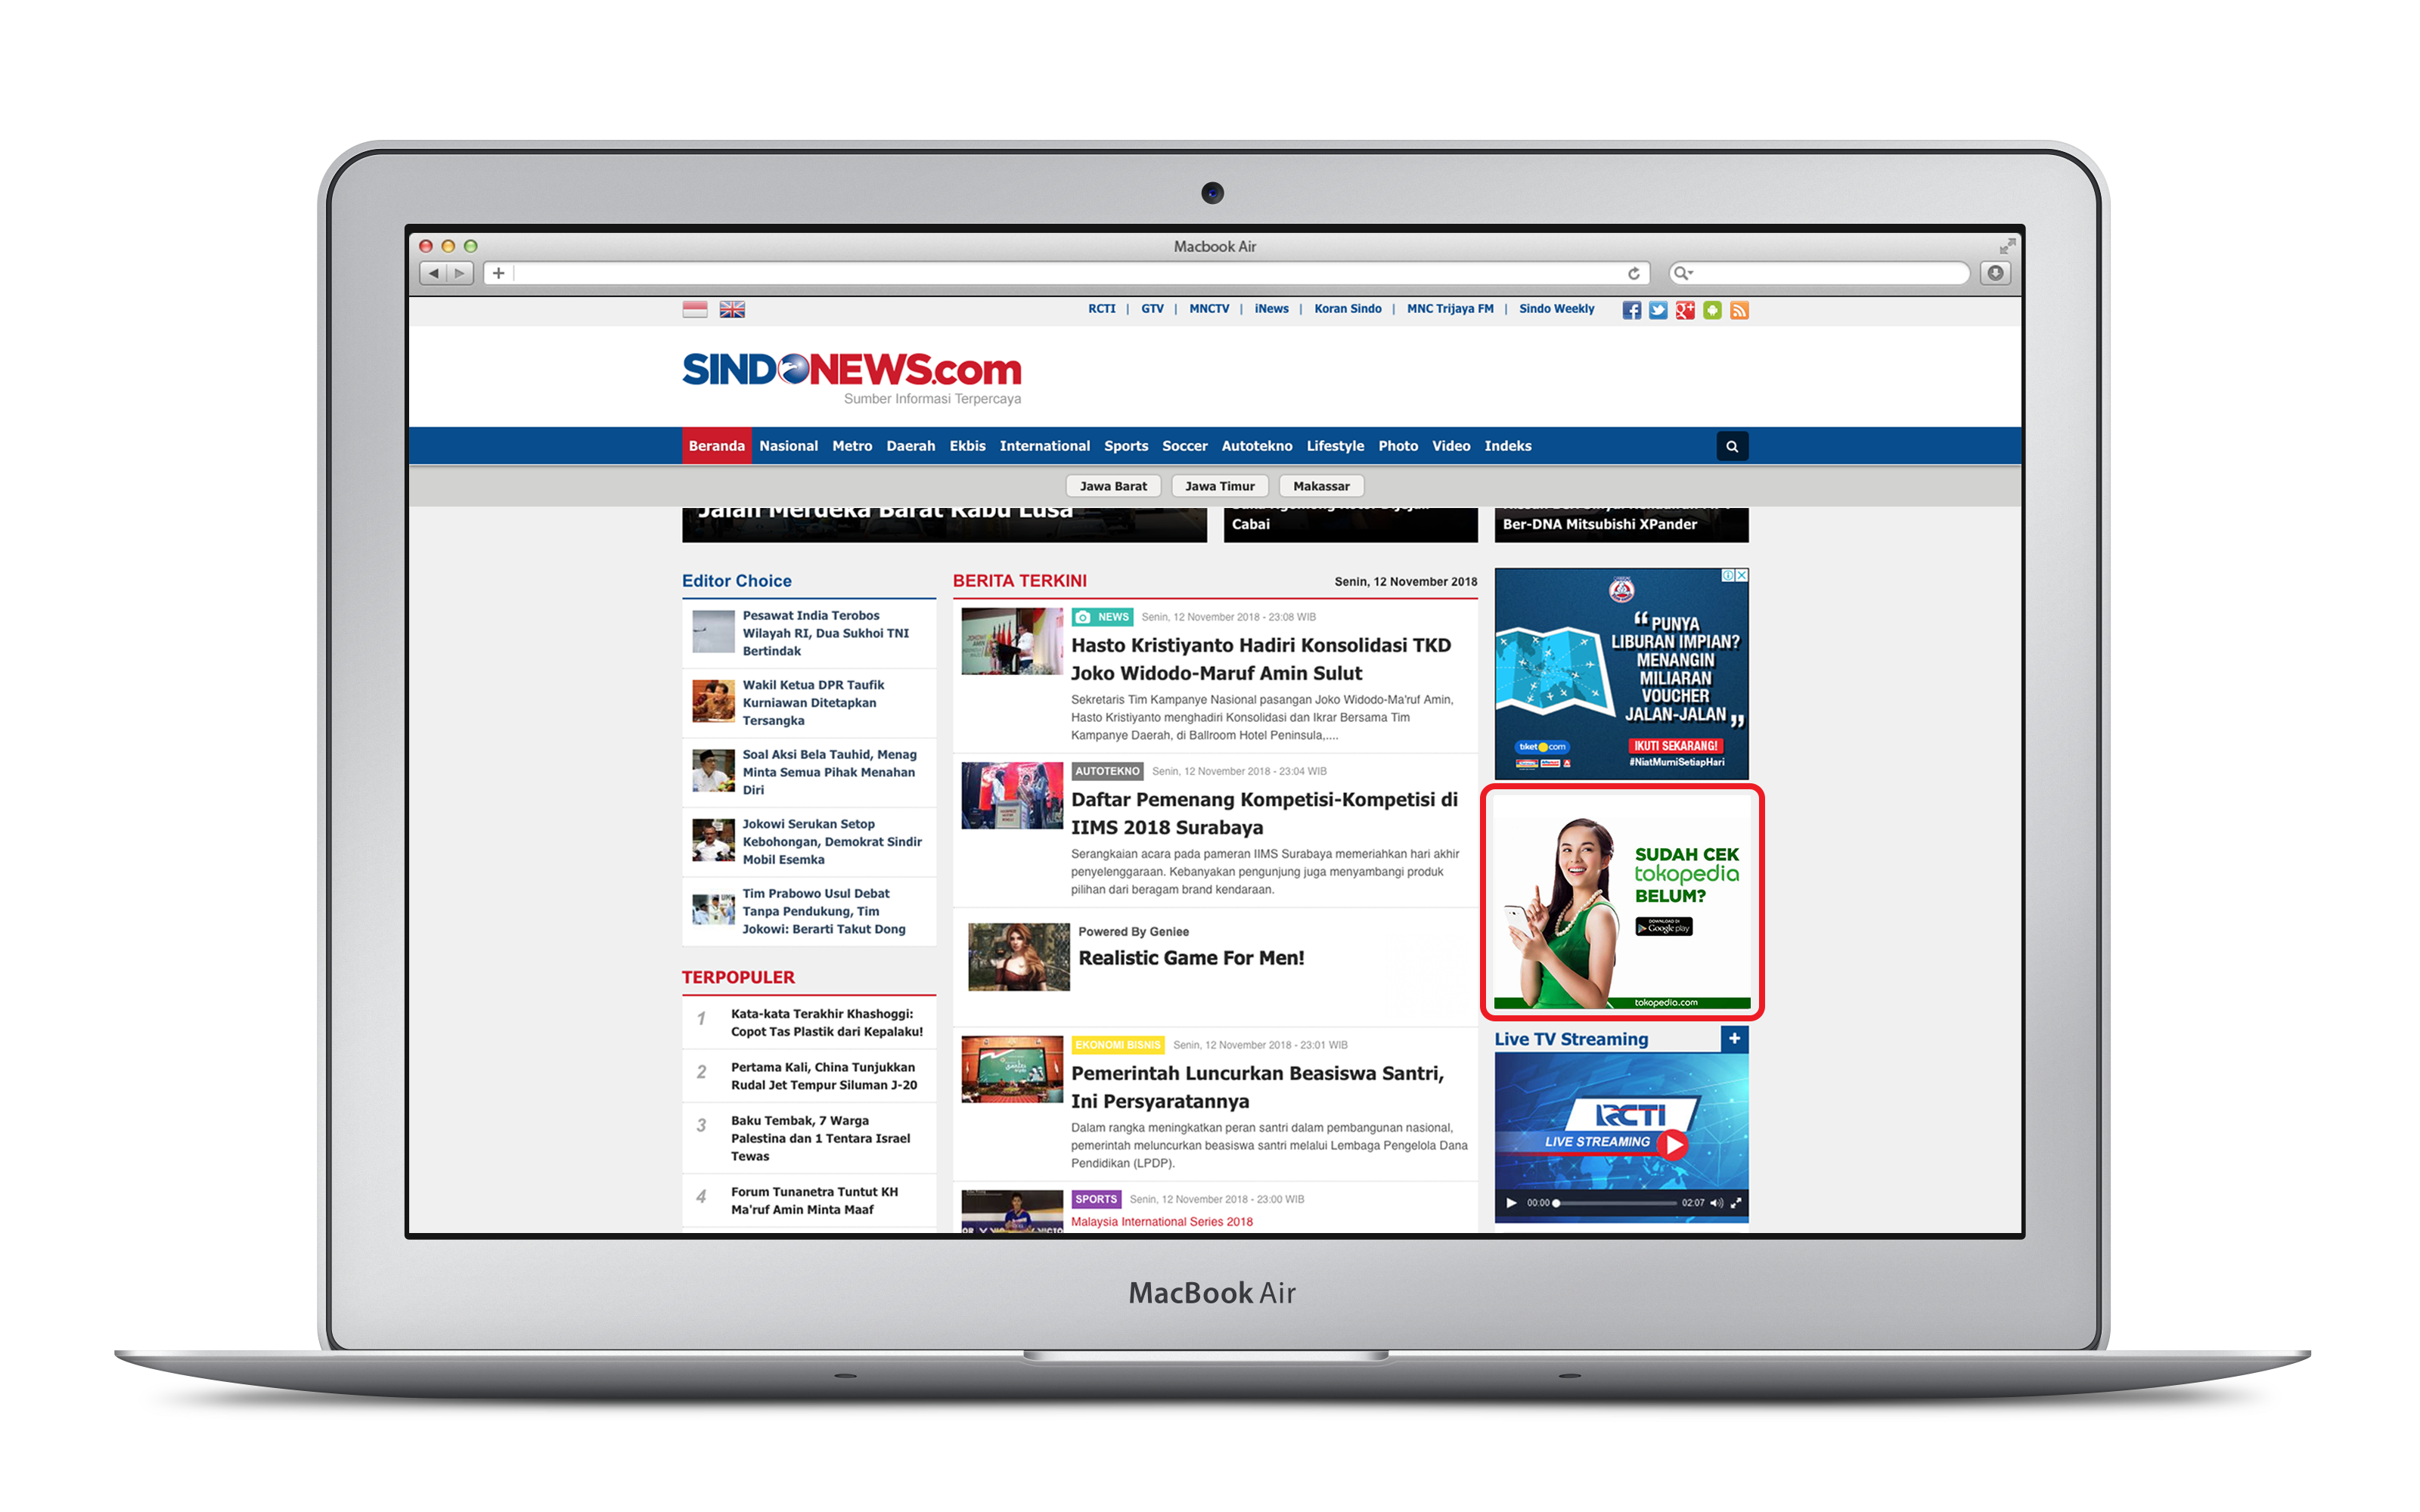 Macbook Air
RCTI | GTV | MNCTV | iNews | Koran Sindo | MNC Trijaya FM | Sindo Weekly
SINDONEWS.com
Sumber Informasi Terpercaya
Beranda Nasional Metro Daerah Ekbis International Sports Soccer Autotekno Lifestyle Photo Video Indeks
Jawa Barat Jawa Timur Makassar
Jalan Merdeka Barat Rabu Lusa
Cabai
Ber-DNA Mitsubishi XPander
Editor Choice
Pesawat India Terobos
Wilayah RI, Dua Sukhoi TNI
Bertindak
Wakil Ketua DPR Taufik
Kurniawan Ditetapkan
Tersangka
Soal Aksi Bela Tauhid, Menag
Minta Semua Pihak Menahan
Diri
Jokowi Serukan Setop
Kebohongan, Demokrat Sindir
Mobil Esemka
Tim Prabowo Usul Debat
Tanpa Pendukung, Tim
Jokowi: Berarti Takut Dong
TERPOPULER
1 Kata-kata Terakhir Khashoggi:
Copot Tas Plastik dari Kepalaku!
2 Pertama Kali, China Tunjukkan
Rudal Jet Tempur Siluman J-20
3 Baku Tembak, 7 Warga
Palestina dan 1 Tentara Israel
Tewas
4 Forum Tunanetra Tuntut KH
Ma'ruf Amin Minta Maaf
BERITA TERKINI Senin, 12 November 2018
NEWS Senin, 12 November 2018 - 23:08 WIB
Hasto Kristiyanto Hadiri Konsolidasi TKD
Joko Widodo-Maruf Amin Sulut
Sekretaris Tim Kampanye Nasional pasangan Joko Widodo-Ma'ruf Amin,
Hasto Kristiyanto menghadiri Konsolidasi dan Ikrar Bersama Tim
Kampanye Daerah, di Ballroom Hotel Peninsula,....
AUTOTEKNO Senin, 12 November 2018 - 23:04 WIB
Daftar Pemenang Kompetisi-Kompetisi di
IIMS 2018 Surabaya
Serangkaian acara pada pameran IIMS Surabaya memeriahkan hari akhir
penyelenggaraan. Kebanyakan pengunjung juga menyambangi produk
pilihan dari beragam brand kendaraan.
Powered By Geniee
Realistic Game For Men!
EKONOMI BISNIS Senin, 12 November 2018 - 23:01 WIB
Pemerintah Luncurkan Beasiswa Santri,
Ini Persyaratannya
Dalam rangka meningkatkan peran santri dalam pembangunan nasional,
pemerintah meluncurkan beasiswa santri melalui Lembaga Pengelola Dana
Pendidikan (LPDP).
SPORTS Senin, 12 November 2018 - 23:00 WIB
Malaysia International Series 2018
“PUNYA
LIBURAN IMPIAN?
MENANGIN
MILIARAN
VOUCHER
JALAN-JALAN”
tiket.com
IKUTI SEKARANG!
#NiatMurniSetiapHari
SUDAH CEK
tokopedia
BELUM?
DOWNLOAD DI
Google play
tokopedia.com
Live TV Streaming +
RCTI
LIVE STREAMING
00:00 02:07
MacBook Air